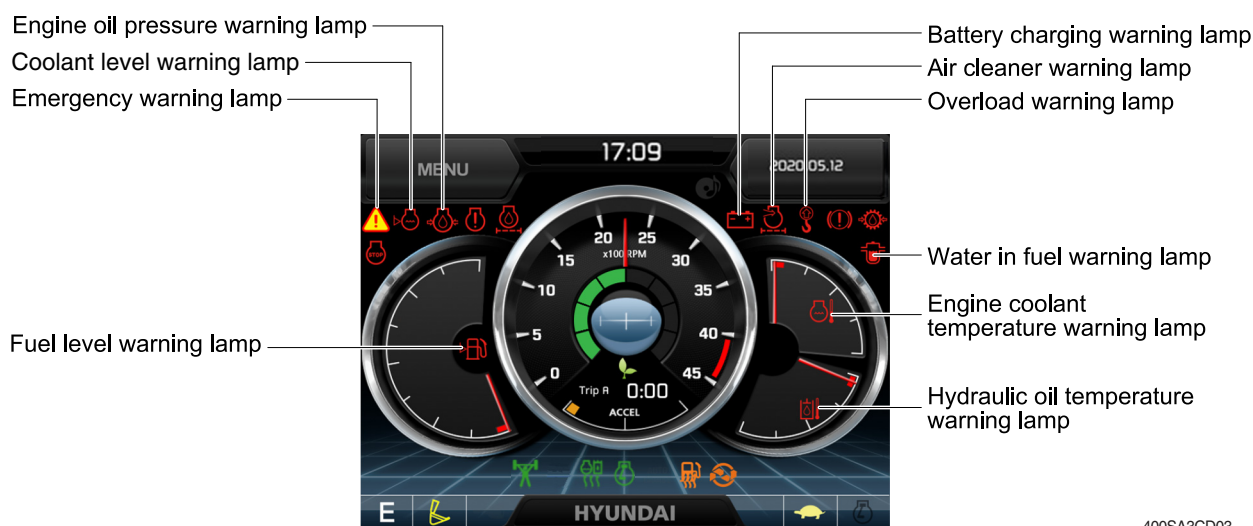 Engine oil pressure warning lamp
Coolant level warning lamp
Emergency warning lamp
Fuel level warning lamp
Battery charging warning lamp
Air cleaner warning lamp
Overload warning lamp
Water in fuel warning lamp
Engine coolant
temperature warning lamp
Hydraulic oil temperature
warning lamp
MENU
17:09
2020.05.12
STOP
0
5
10
15
20
25
30
35
40
45
x100 RPM
Trip A 0:00
ACCEL
E
HYUNDAI